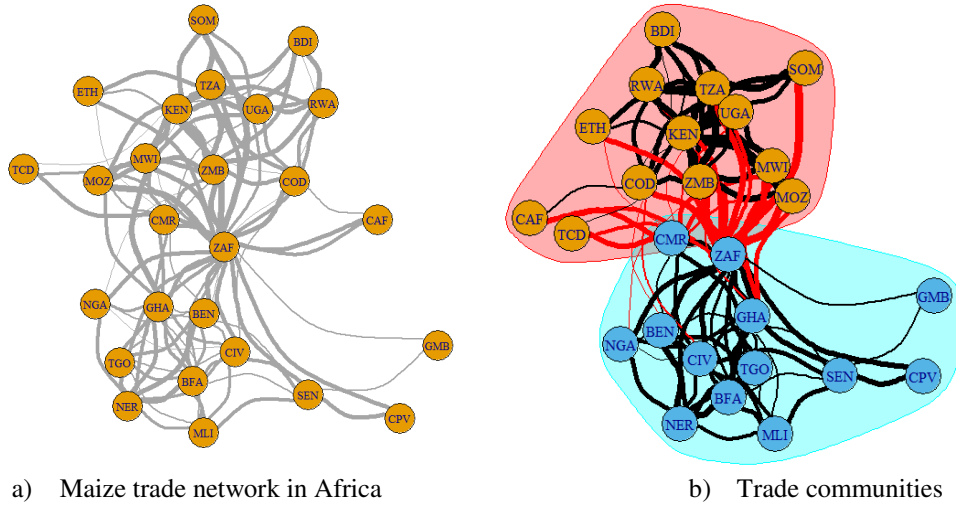 SOM
BDI
TZA
ETH
RWA
KEN
UGA
MWI
TCD
ZMB
MOZ
COD
CMR
CAF
ZAF
NGA
GHA
BEN
GMB
CIV
TGO
BFA
SEN
NER
CPV
MLI
BDI
SOM
RWA
TZA
UGA
ETH
KEN
MWI
COD
ZMB
MOZ
CAF
TCD
CMR
ZAF
GMB
GHA
BEN
NGA
CIV
TGO
SEN
CPV
BFA
NER
MLI
a) Maize trade network in Africa
b) Trade communities